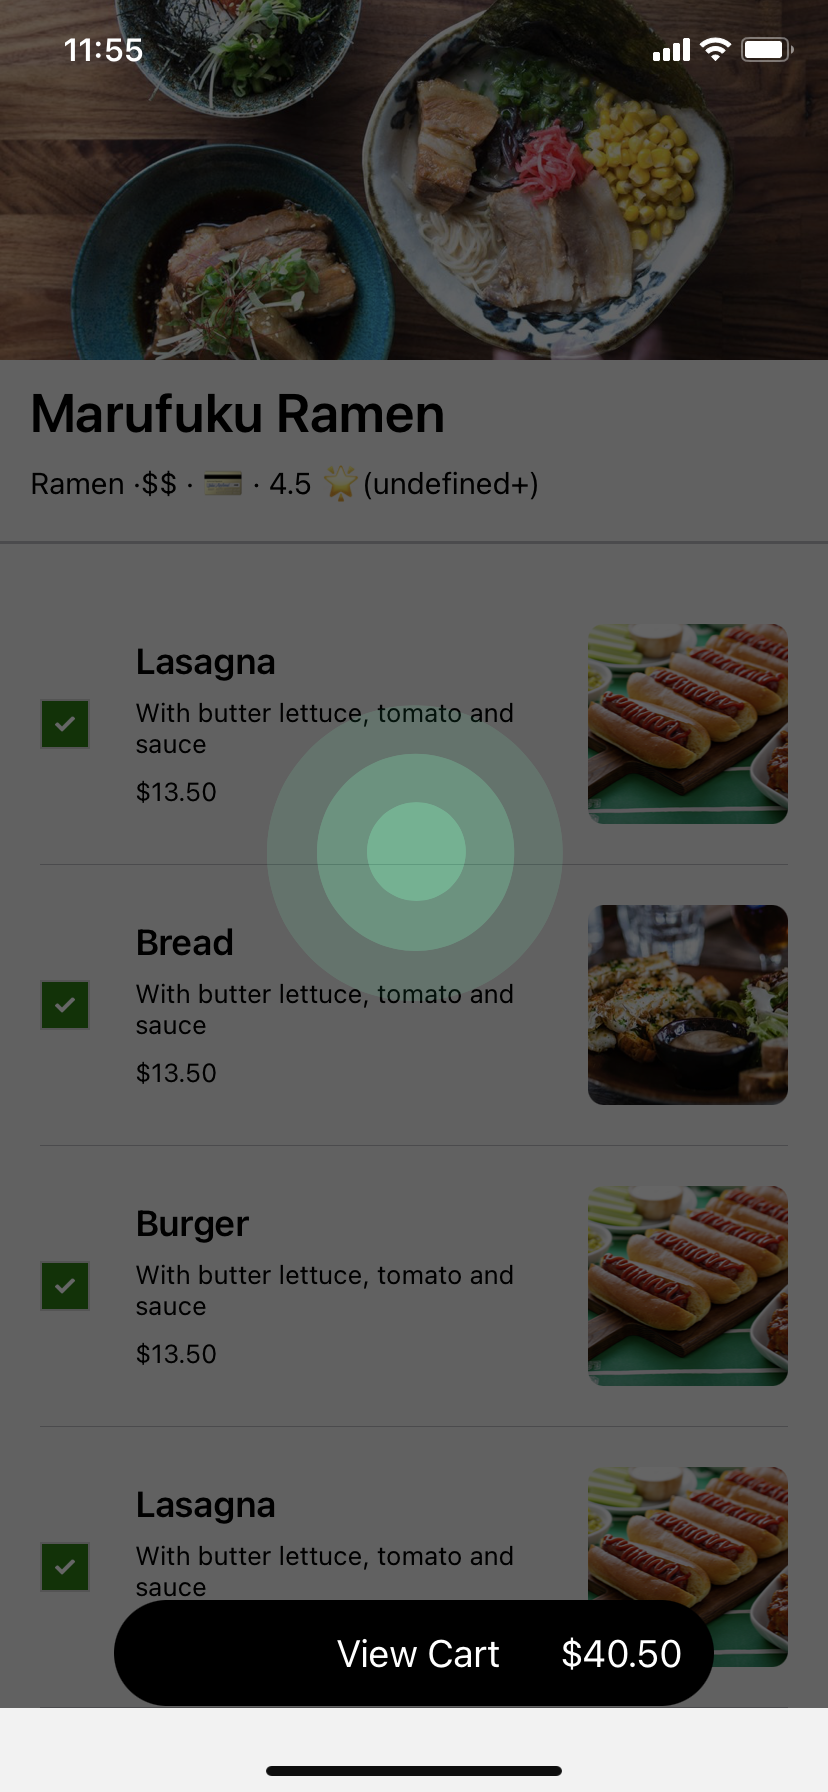 11:55
Marufuku Ramen
Ramen ·$$ · 💳 · 4.5 🌟(undefined+)
Lasagna
With butter lettuce, tomato and
sauce
$13.50
Bread
With butter lettuce, tomato and
sauce
$13.50
Burger
With butter lettuce, tomato and
sauce
$13.50
Lasagna
With butter lettuce, tomato and
sauce
View Cart $40.50